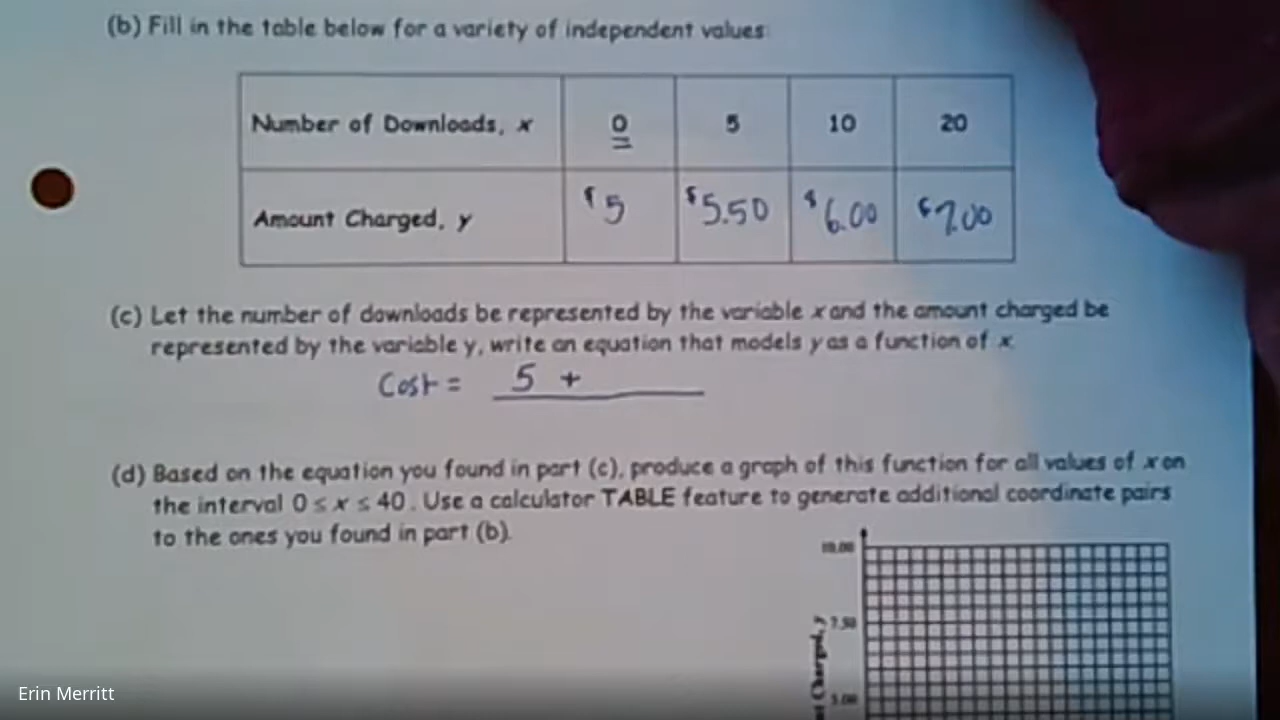 (b) Fill in the table below for a variety of independent values:
Number of Downloads, x 0 5 10 20
Amount Charged, y $5 $5.50 $6.00 $7.00
(c) Let the number of downloads be represented by the variable x and the amount charged be
represented by the variable y, write an equation that models y as a function of x.
Cost = 5 +
(d) Based on the equation you found in part (c), produce a graph of this function for all values of x on
the interval 0 ≤ x ≤ 40. Use a calculator TABLE feature to generate additional coordinate pairs
to the ones you found in part (b).
10.00
7.50
Charged, y
5.00
Erin Merritt